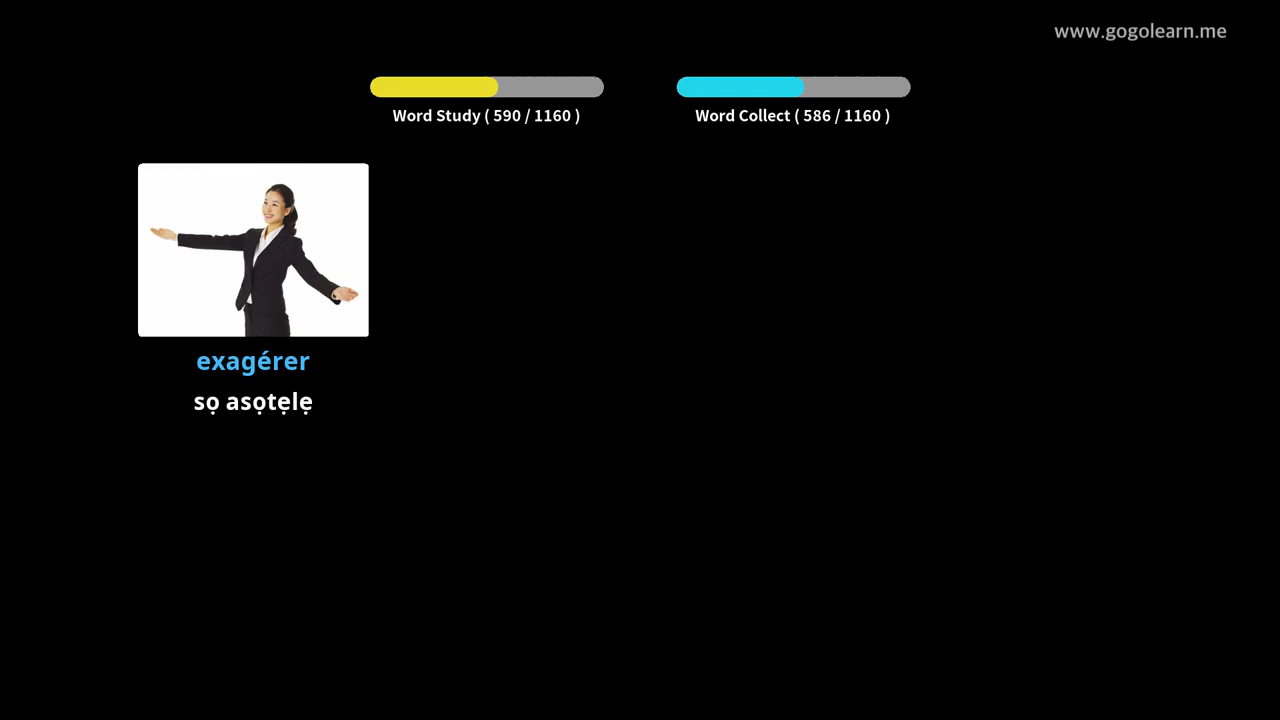 www.gogolearn.me
Word Study ( 590 / 1160 )
Word Collect ( 586 / 1160 )
exagérer
sọ asọtẹlẹ